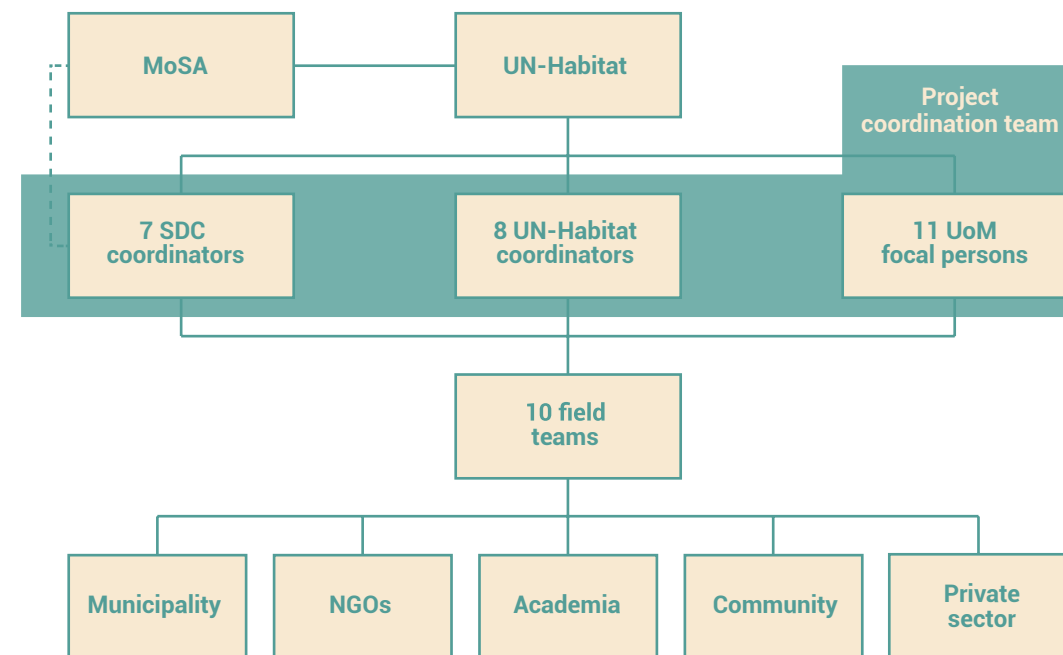 MoSA
UN-Habitat
Project
coordination team
7 SDC
coordinators
8 UN-Habitat
coordinators
11 UoM
focal persons
10 field
teams
Municipality
NGOs
Academia
Community
Private
sector